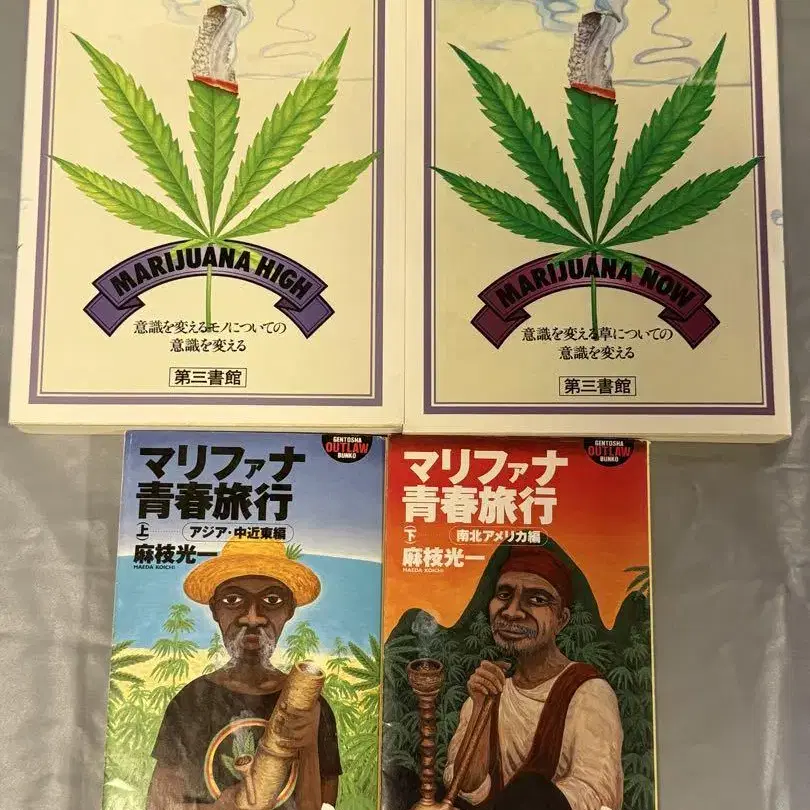 MARIJUANA HIGH
意識を変えるモノについての
意識を変える
第三書館
MARIJUANA NOW
意識を変える草についての
意識を変える
第三書館
マリファナ
青春旅行
上
アジア・中近東編
麻枝光一
MAEDA KOICHI
GENTOSHA
OUTLAW
BUNKO
マリファナ
青春旅行
下
南北アメリカ編
麻枝光一
MAEDA KOICHI
GENTOSHA
OUTLAW
BUNKO